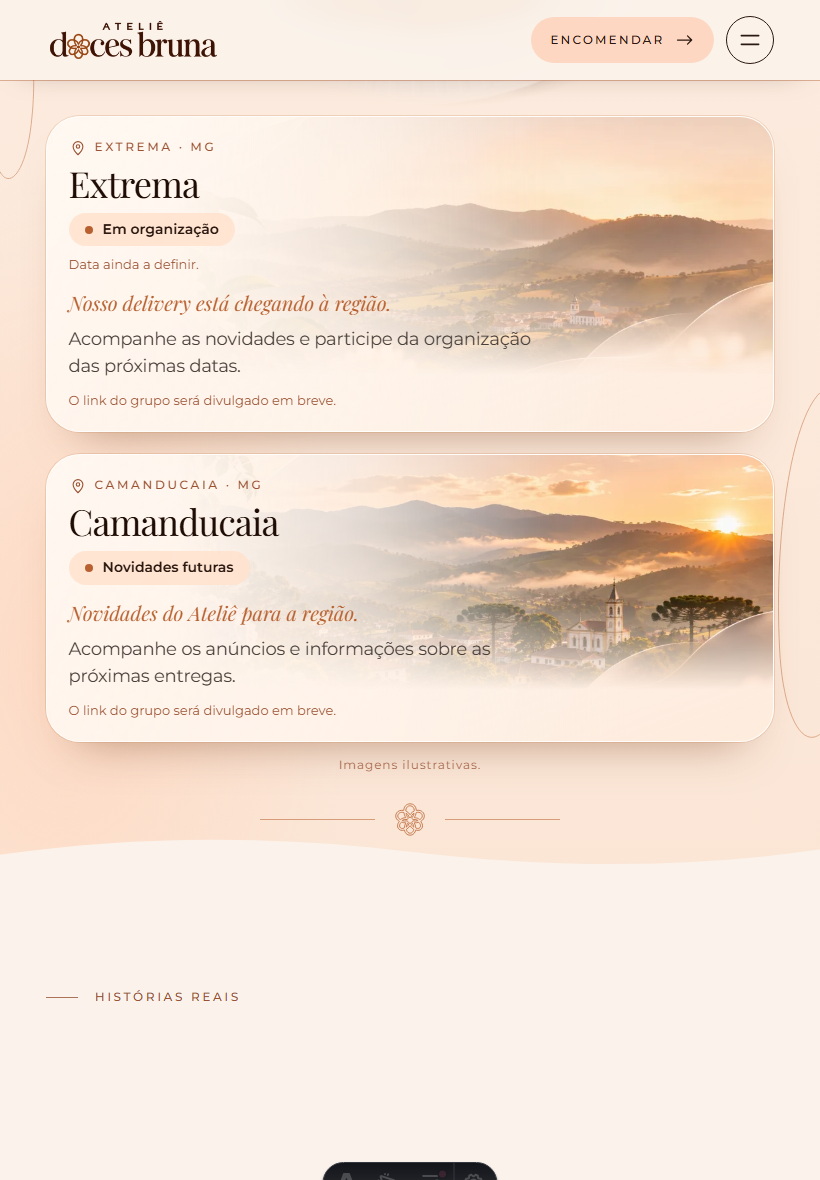 ATELIÊ
doces bruna
ENCOMENDAR
EXTREMA · MG
Extrema
Em organização
Data ainda a definir.
Nosso delivery está chegando à região.
Acompanhe as novidades e participe da organização
das próximas datas.
O link do grupo será divulgado em breve.
CAMANDUCAIA · MG
Camanducaia
Novidades futuras
Novidades do Ateliê para a região.
Acompanhe os anúncios e informações sobre as
próximas entregas.
O link do grupo será divulgado em breve.
Imagens ilustrativas.
HISTÓRIAS REAIS